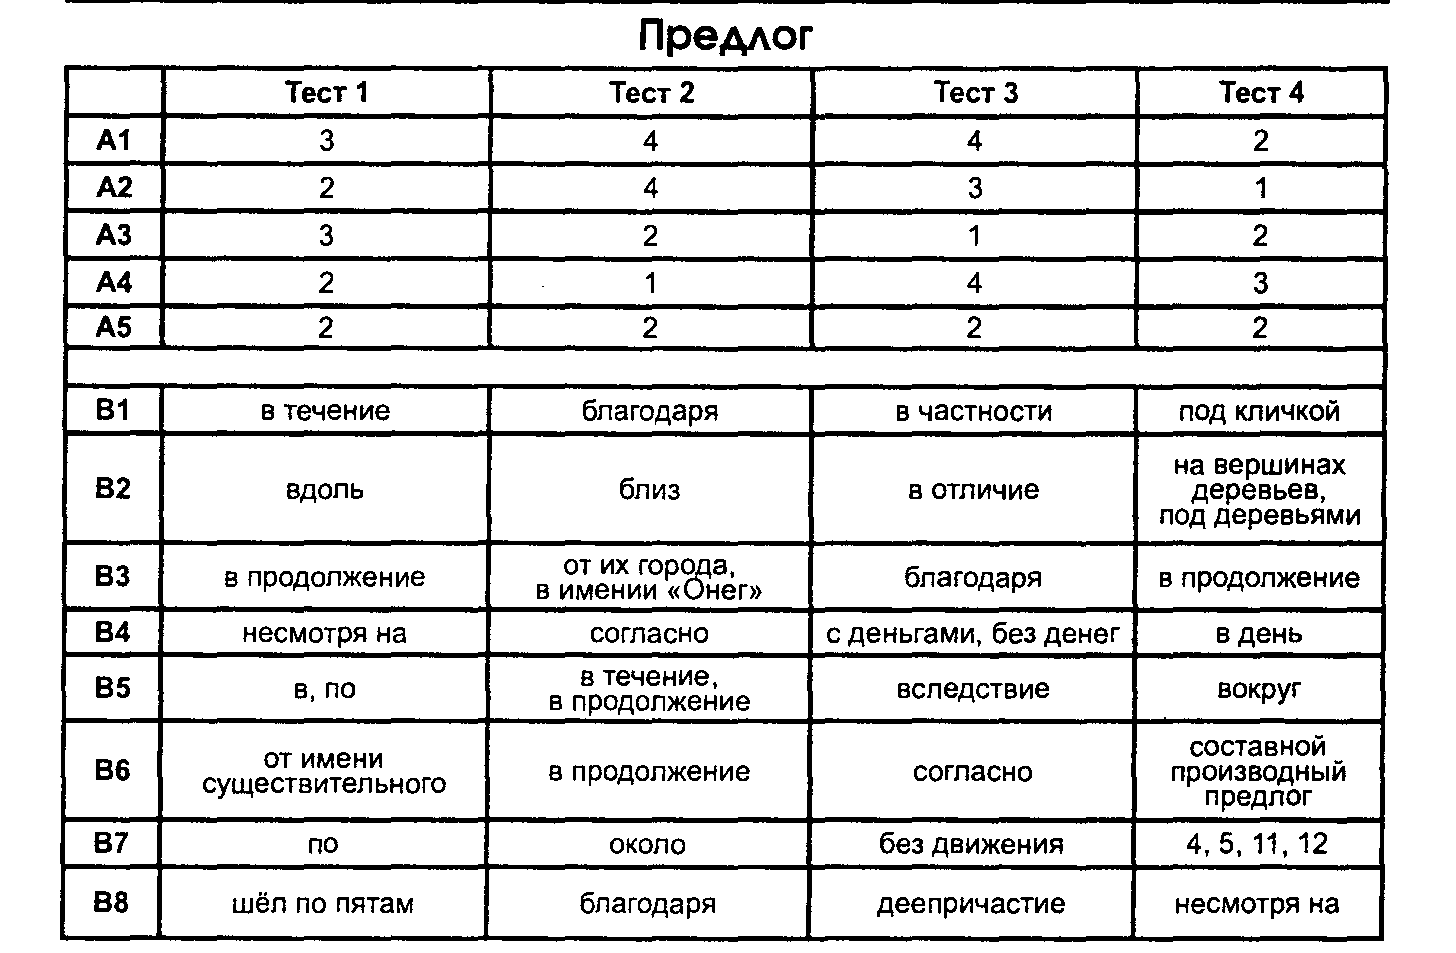 Предлог
Тест 1 Тест 2 Тест 3 Тест 4
А1 3 4 4 2
А2 2 4 3 1
А3 3 2 1 2
А4 2 1 4 3
А5 2 2 2 2
В1 в течение благодаря в частности под кличкой
В2 вдоль близ в отличие на вершинах
деревьев,
под деревьями
В3 в продолжение от их города,
в имении «Онег» благодаря в продолжение
В4 несмотря на согласно с деньгами, без денег в день
В5 в, по в течение,
в продолжение вследствие вокруг
В6 от имени
существительного в продолжение согласно составной
производный
предлог
В7 по около без движения 4, 5, 11, 12
В8 шёл по пятам благодаря деепричастие несмотря на